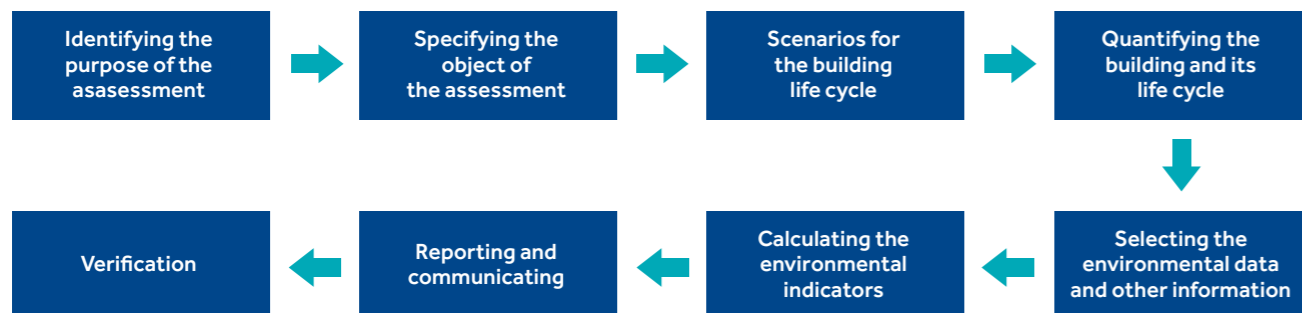 Identifying the
purpose of the
asasessment
Specifying the
object of
the assessment
Scenarios for
the building
life cycle
Quantifying the
building and its
life cycle
Selecting the
environmental data
and other information
Calculating the
environmental
indicators
Reporting and
communicating
Verification